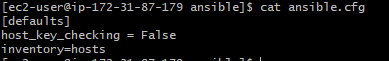 [ec2-user@ip-172-31-87-179 ansible]$ cat ansible.cfg
[defaults]
host_key_checking = False
inventory=hosts